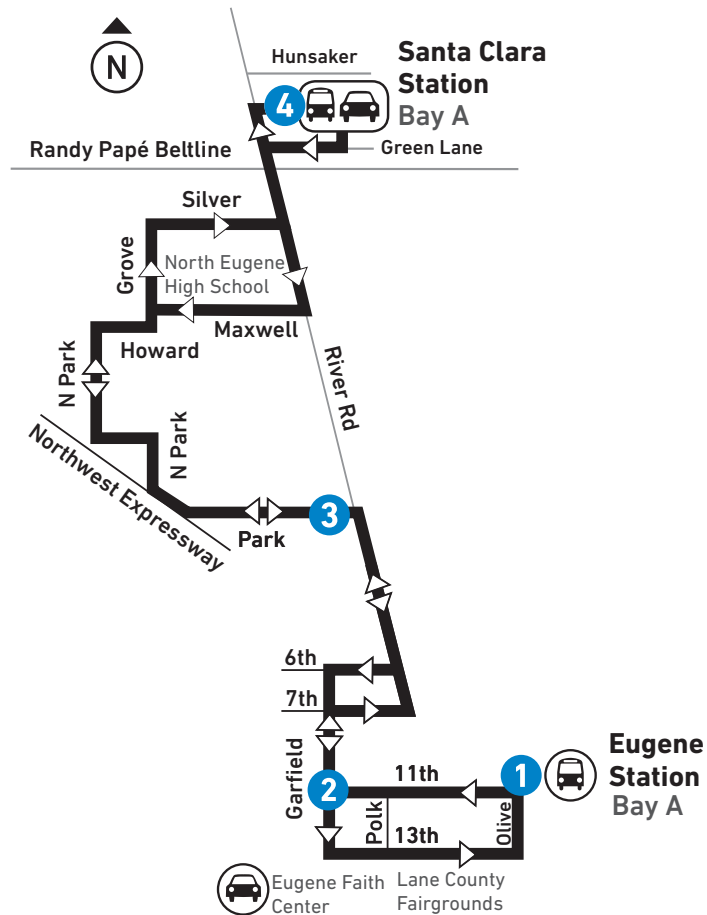 Hunsaker
Santa Clara
Station
Bay A
N
4
Randy Papé Beltline
Green Lane
Silver
Grove
North Eugene
High School
Maxwell
Howard
N Park
River Rd
N Park
Northwest Expressway
3
Park
6th
7th
Garfield
Eugene
Station
Bay A
1
11th
2
Polk
Olive
13th
Eugene Faith
Center
Lane County
Fairgrounds